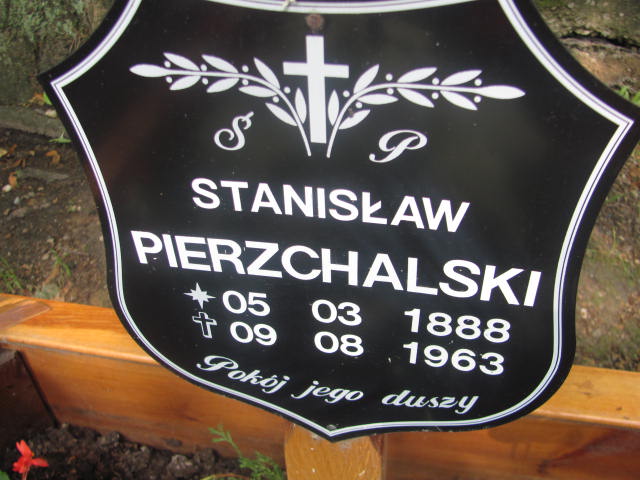 Ś P
STANISŁAW
PIERZCHALSKI
05 03 1888
09 08 1963
Pokój jego duszy